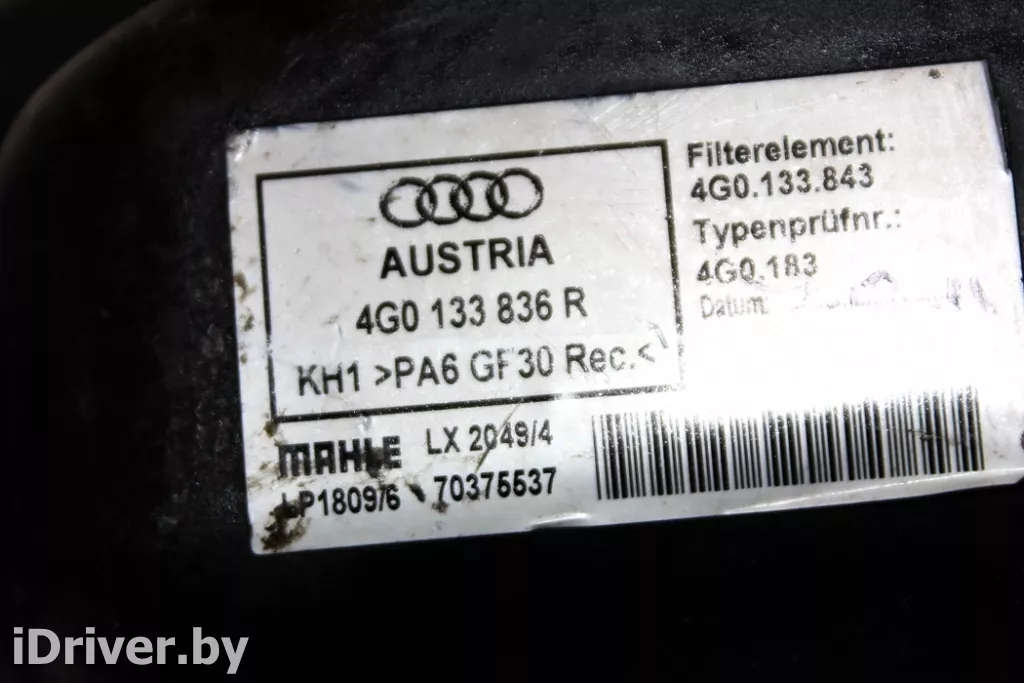 AUSTRIA
4G0 133 836 R
KH1 >PA6 GF30 Rec.<
MAHLE LX 2049/4
LP1809/6 70375537
Filterelement:
4G0.133.843
Typenprüfnr.:
4G0.183
Datum:
iDriver.by